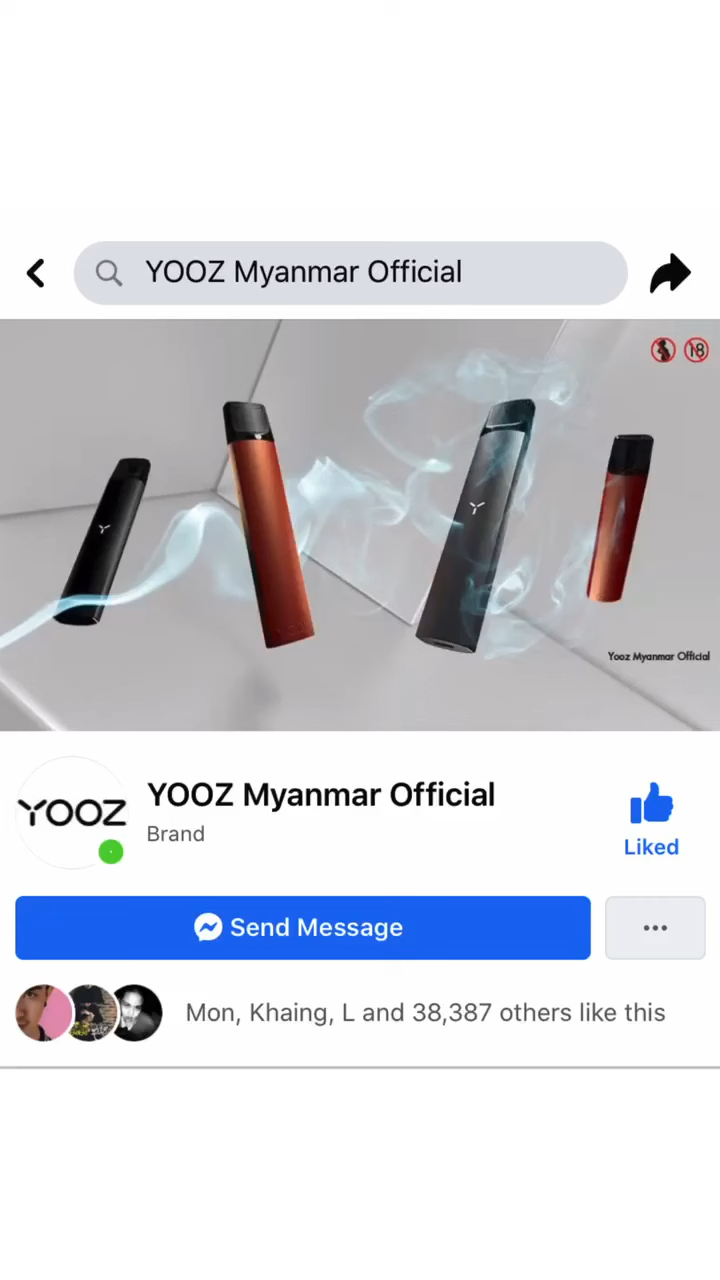 YOOZ Myanmar Official
18
Yooz Myanmar Official
YOOZ
YOOZ Myanmar Official
Brand
Liked
Send Message
Mon, Khaing, L and 38,387 others like this